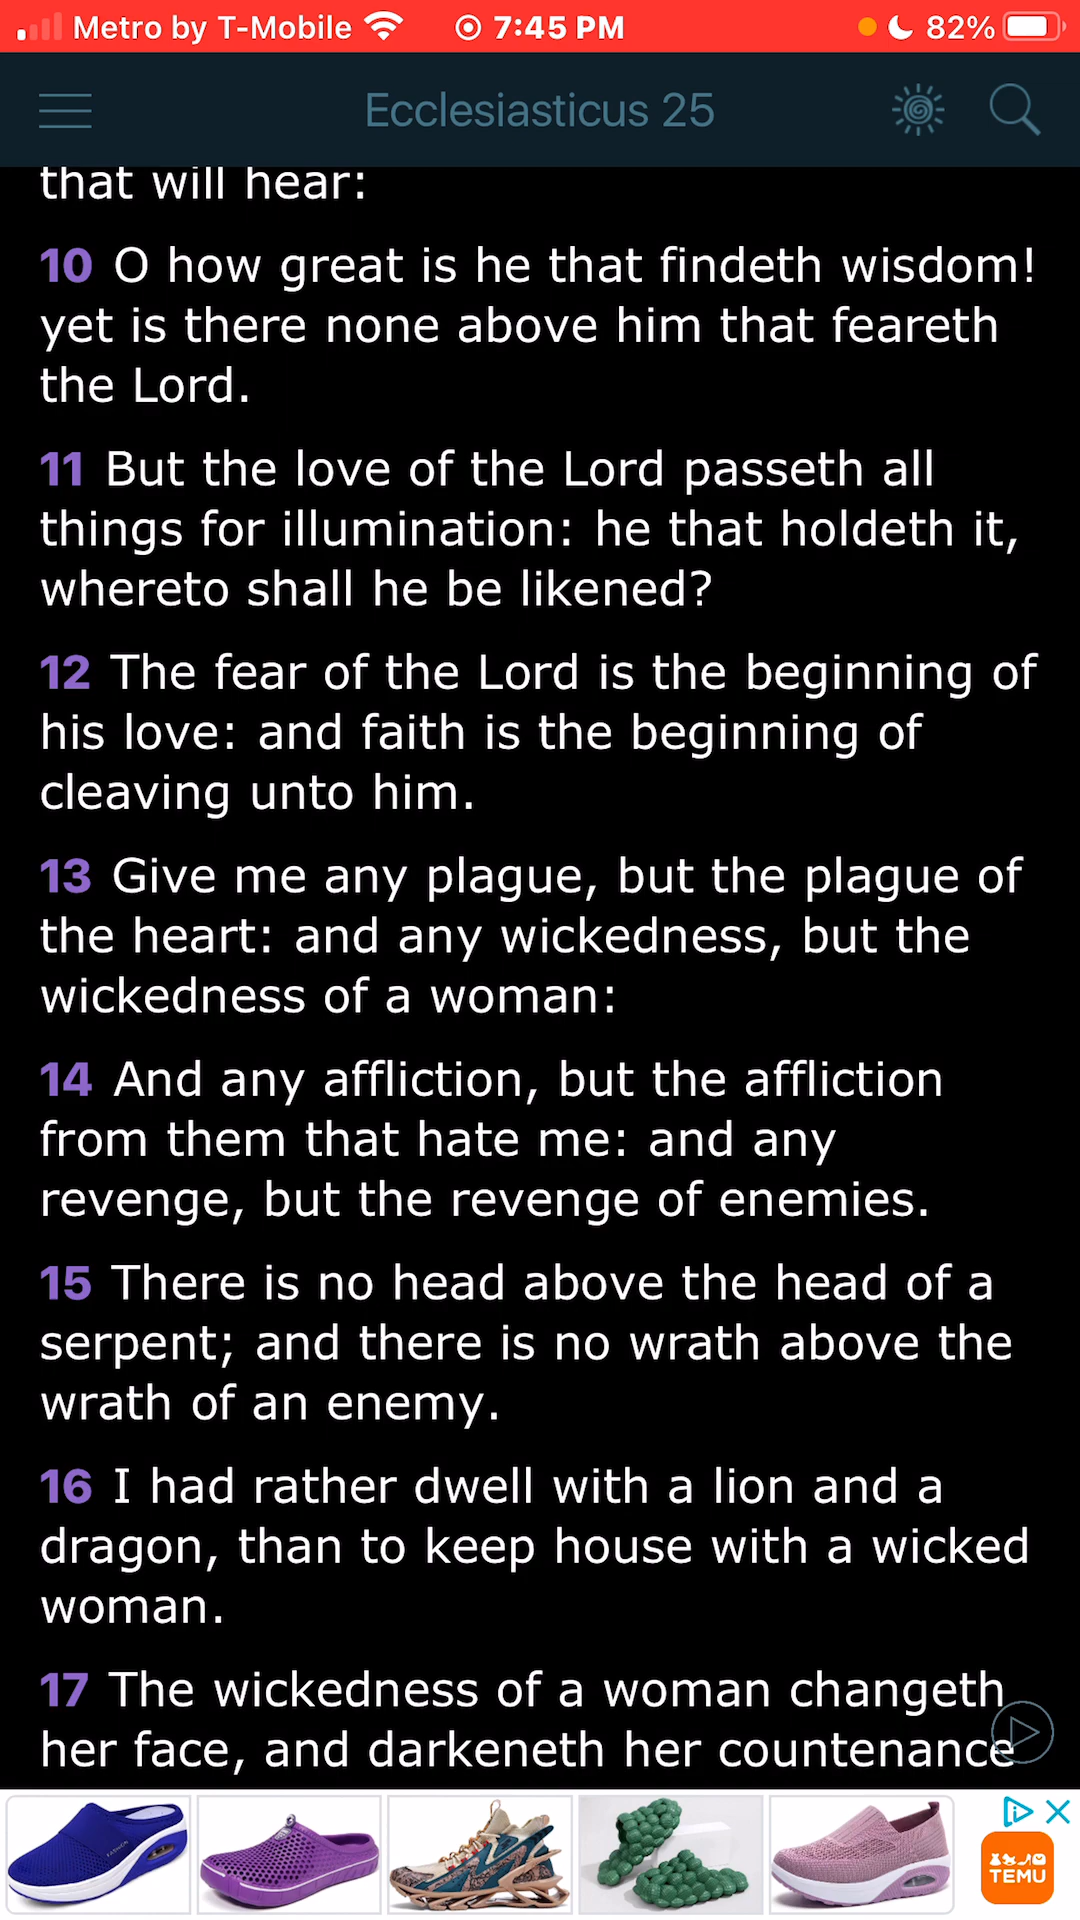 Metro by T-Mobile 7:45 PM 82%
Ecclesiasticus 25
that will hear:
10 O how great is he that findeth wisdom!
yet is there none above him that feareth
the Lord.
11 But the love of the Lord passeth all
things for illumination: he that holdeth it,
whereto shall he be likened?
12 The fear of the Lord is the beginning of
his love: and faith is the beginning of
cleaving unto him.
13 Give me any plague, but the plague of
the heart: and any wickedness, but the
wickedness of a woman:
14 And any affliction, but the affliction
from them that hate me: and any
revenge, but the revenge of enemies.
15 There is no head above the head of a
serpent; and there is no wrath above the
wrath of an enemy.
16 I had rather dwell with a lion and a
dragon, than to keep house with a wicked
woman.
17 The wickedness of a woman changeth
her face, and darkeneth her countenance
FASHION
TEMU